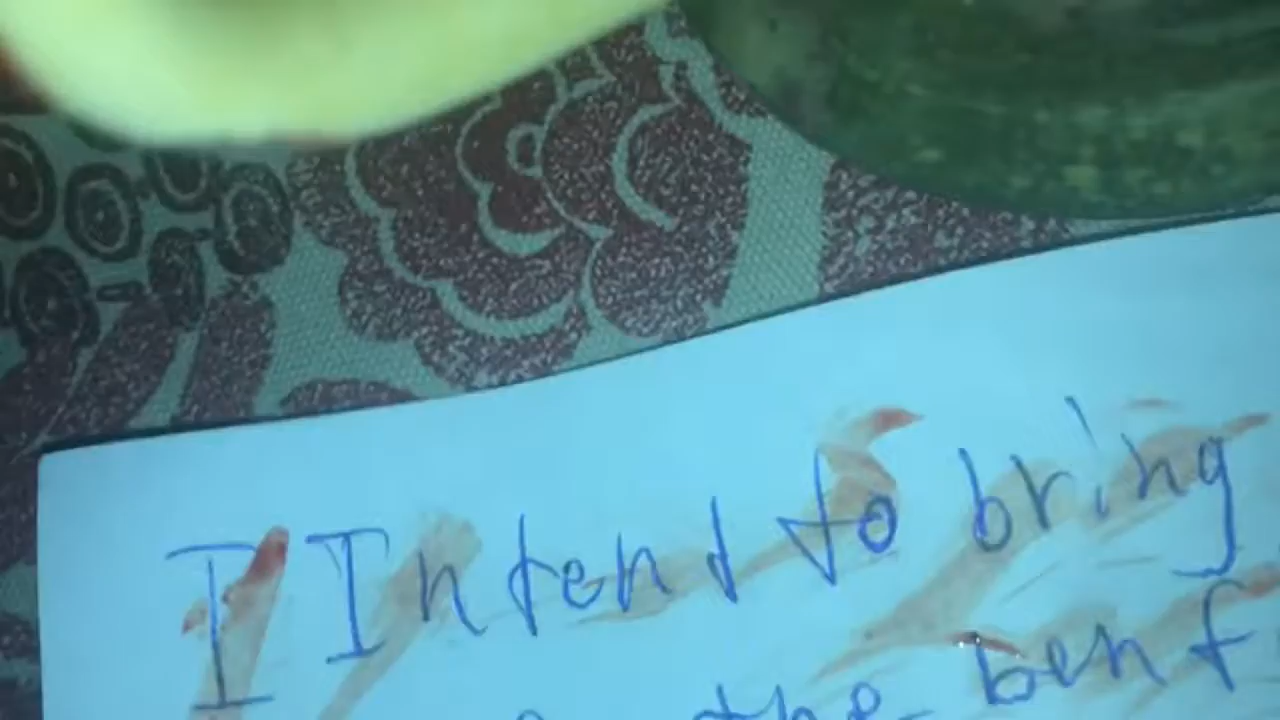 I Intend to bring
the benf